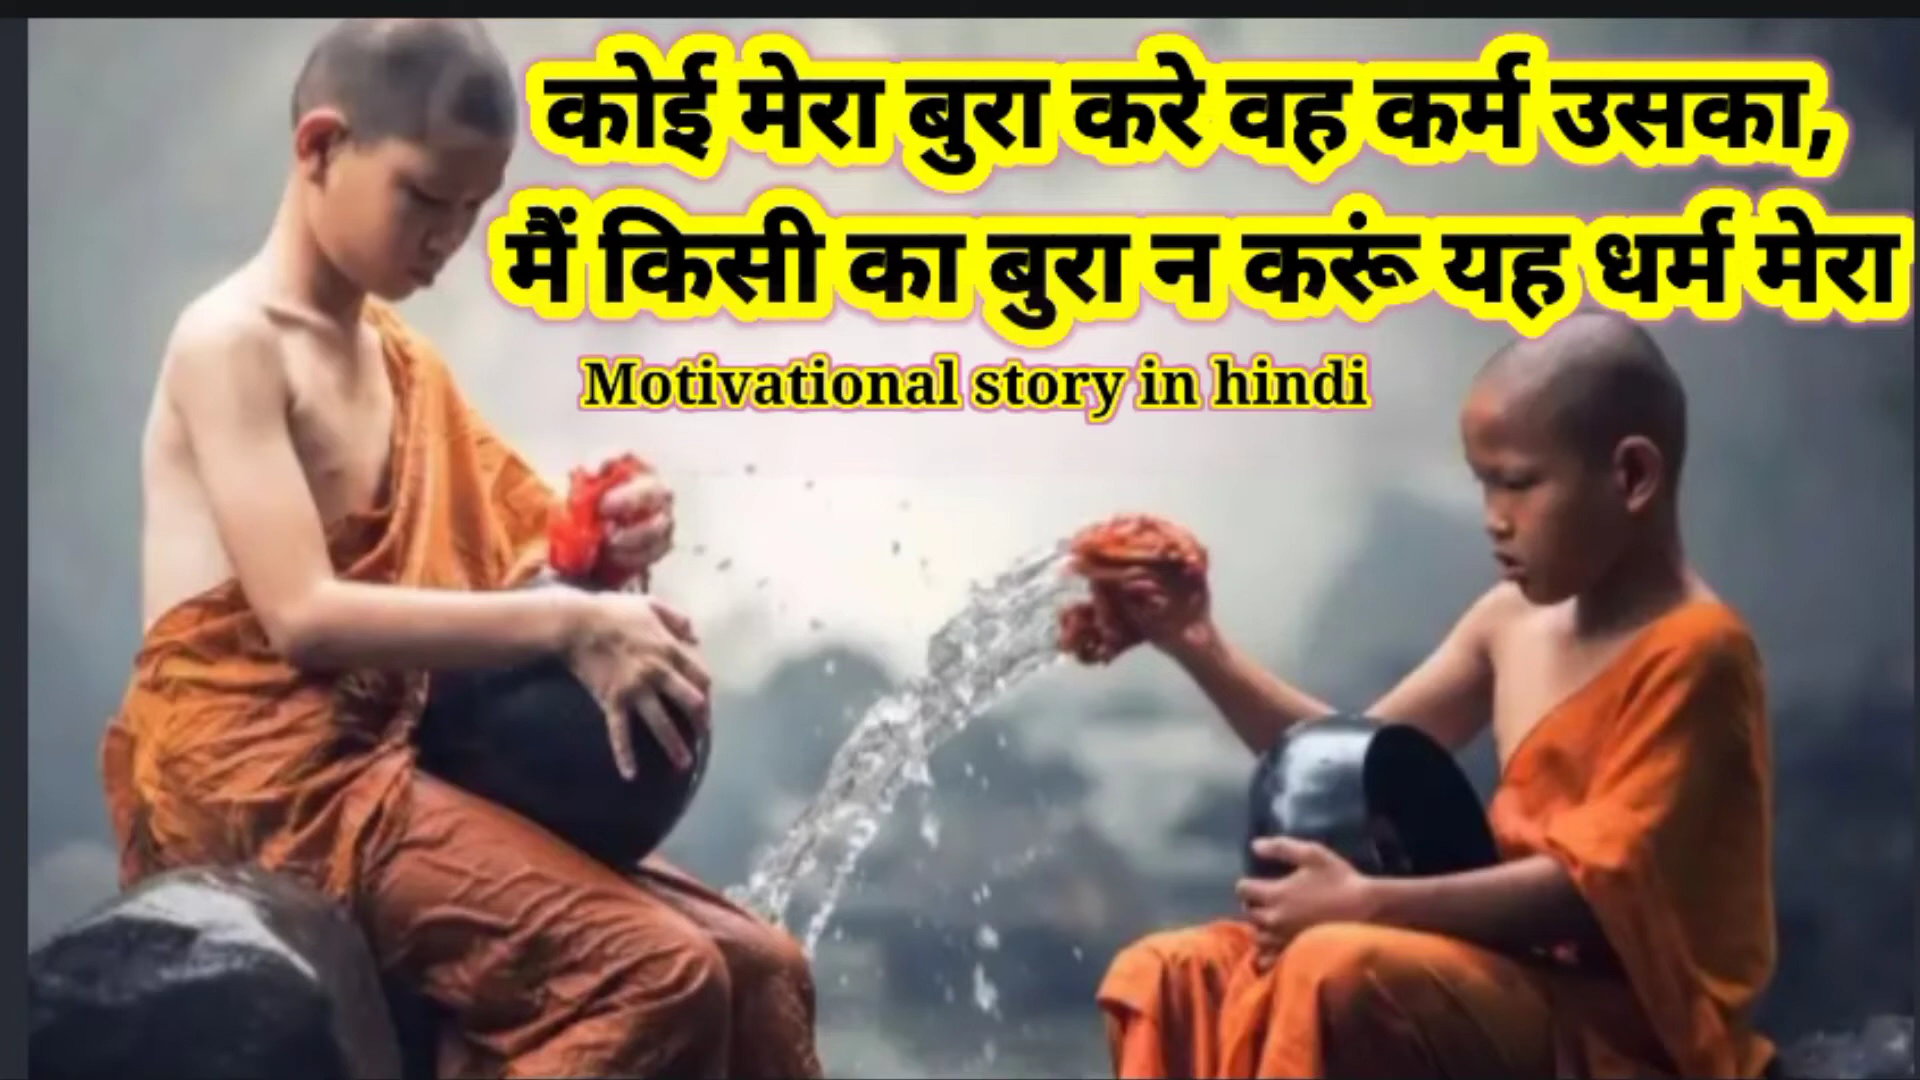 कोई मेरा बुरा करे वह कर्म उसका,
मैं किसी का बुरा न करूं यह धर्म मेरा
Motivational story in hindi